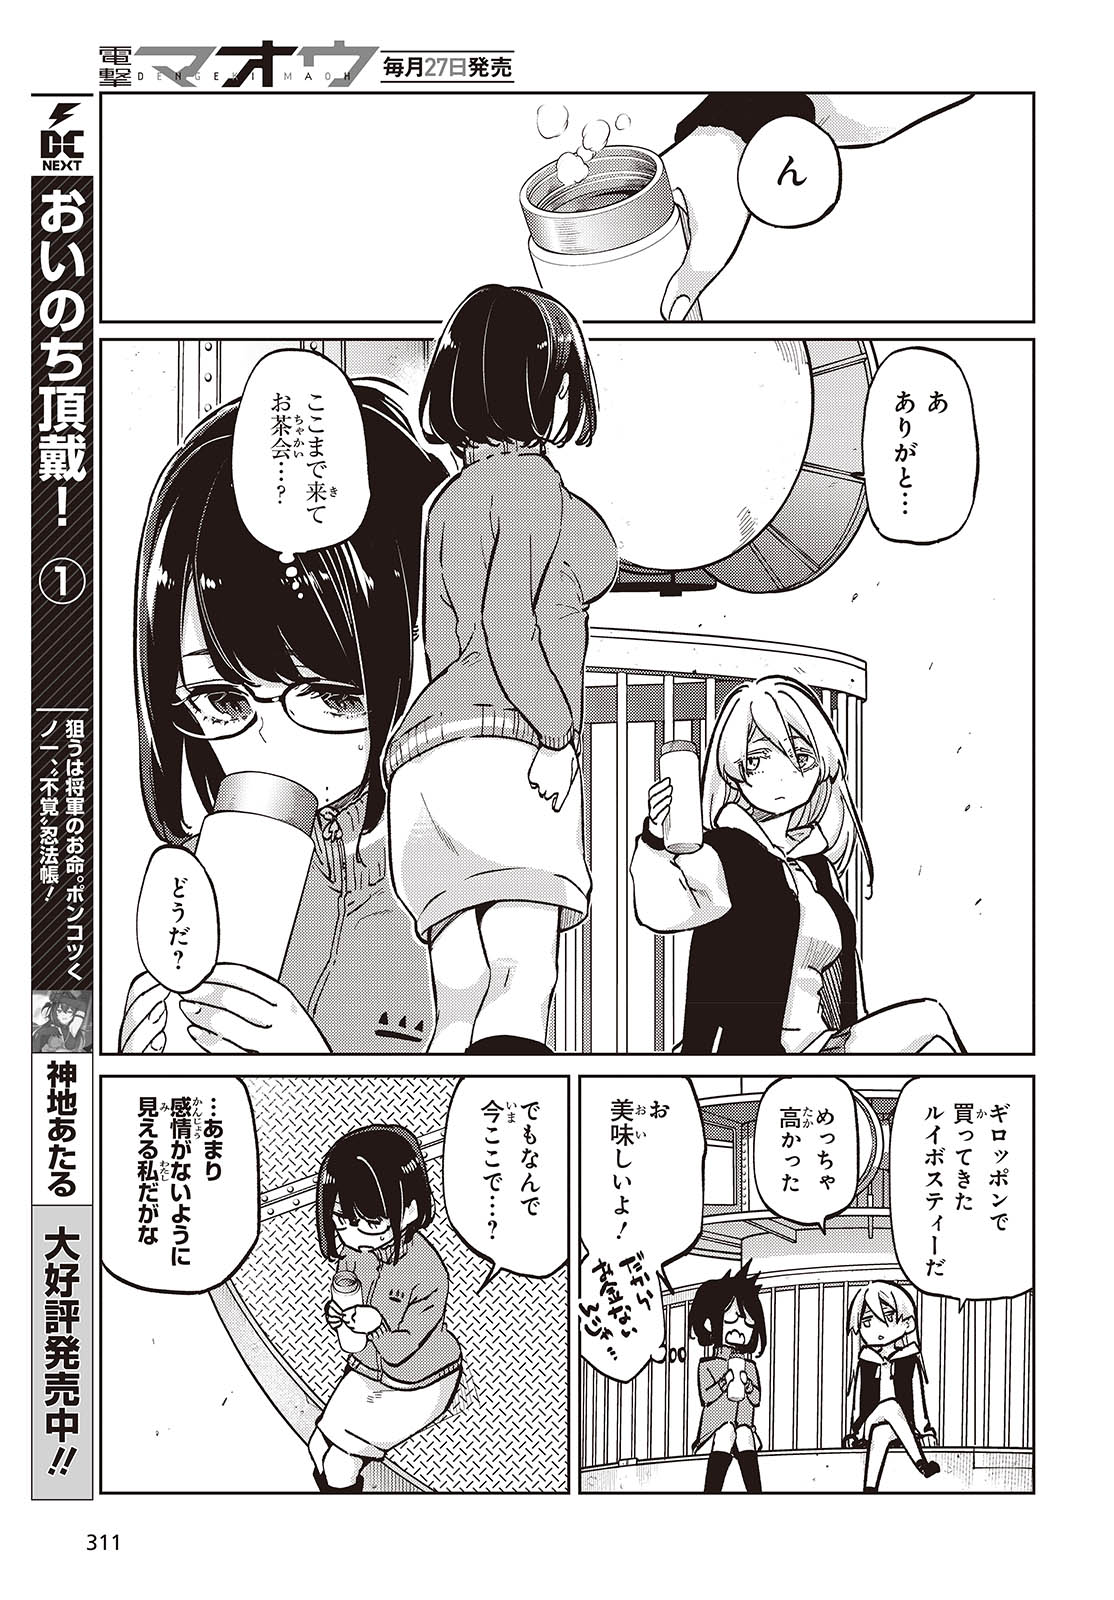 電撃マオウ
DENGEKI MAOH
毎月27日発売
DC
NEXT
おいのち頂戴！①
狙うは将軍のお命。ポンコツく
ノ一、“不覚”忍法帳！
神地あたる
大好評発売中!!
ん
あ
ありがと…
ここまで来て
お茶会…？
どうだ？
ギロッポンで
買ってきた
ルイボスティーだ
めっちゃ
高かった
お
美味しいよ！
だから
お金ない
んじゃ…
でもなんで
今ここで…？
…あまり
感情がないように
見える私だがな
311